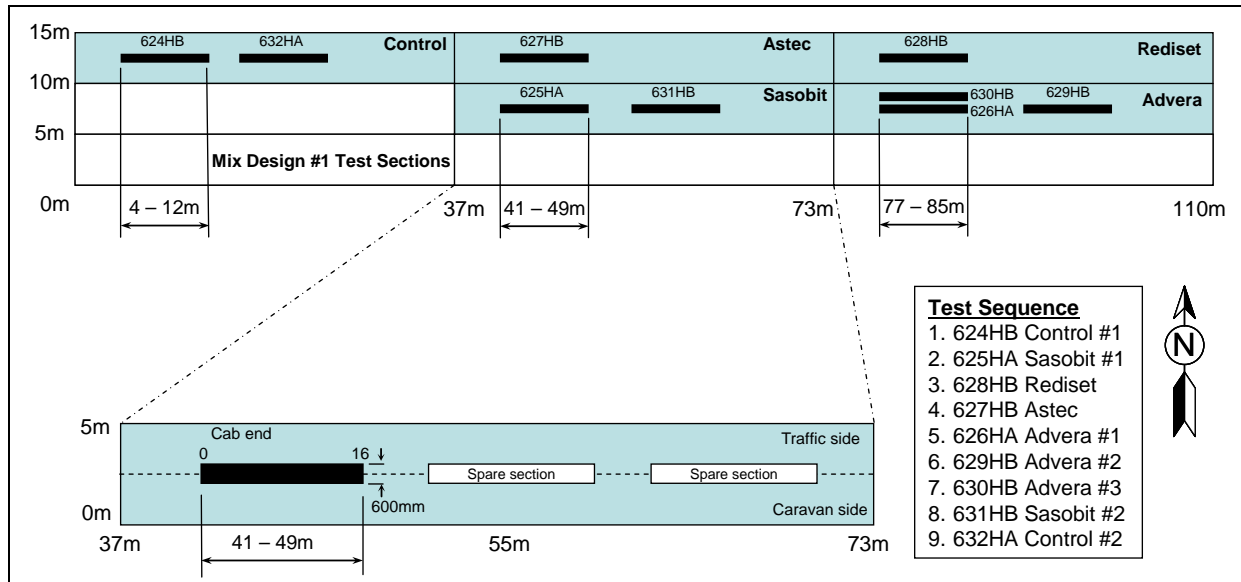 15m
624HB
632HA
Control
627HB
Astec
628HB
Rediset
10m
625HA
631HB
Sasobit
630HB
626HA
629HB
Advera
5m
Mix Design #1 Test Sections
0m
4 – 12m
37m
41 – 49m
73m
77 – 85m
110m
Test Sequence
1. 624HB Control #1
2. 625HA Sasobit #1
3. 628HB Rediset
4. 627HB Astec
5. 626HA Advera #1
6. 629HB Advera #2
7. 630HB Advera #3
8. 631HB Sasobit #2
9. 632HA Control #2
N
5m
Cab end
Traffic side
0
16
Spare section
Spare section
600mm
0m
Caravan side
37m
41 – 49m
55m
73m